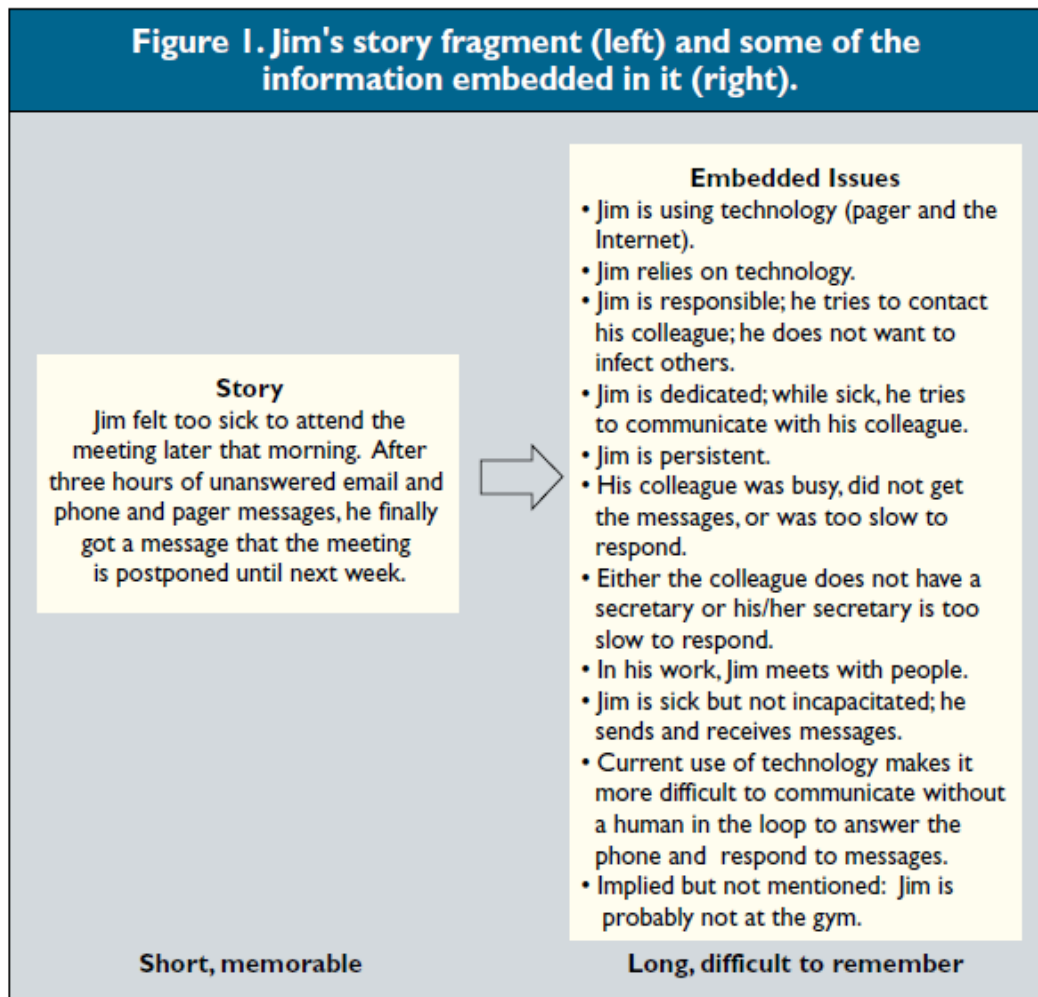 Figure 1. Jim's story fragment (left) and some of the
information embedded in it (right).
Story
Jim felt too sick to attend the
meeting later that morning. After
three hours of unanswered email and
phone and pager messages, he finally
got a message that the meeting
is postponed until next week.
Short, memorable
Embedded Issues
• Jim is using technology (pager and the
Internet).
• Jim relies on technology.
• Jim is responsible; he tries to contact
his colleague; he does not want to
infect others.
• Jim is dedicated; while sick, he tries
to communicate with his colleague.
• Jim is persistent.
• His colleague was busy, did not get
the messages, or was too slow to
respond.
• Either the colleague does not have a
secretary or his/her secretary is too
slow to respond.
• In his work, Jim meets with people.
• Jim is sick but not incapacitated; he
sends and receives messages.
• Current use of technology makes it
more difficult to communicate without
a human in the loop to answer the
phone and respond to messages.
• Implied but not mentioned: Jim is
probably not at the gym.
Long, difficult to remember